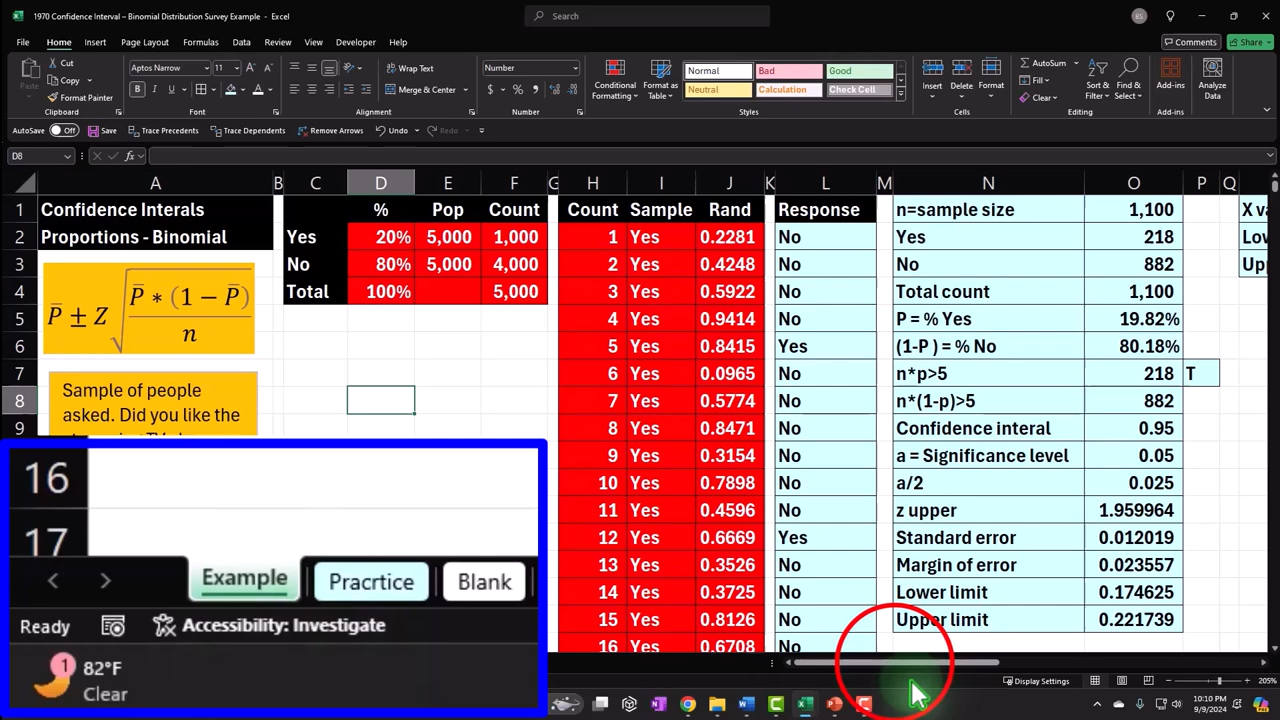 1970 Confidence Interval – Binomial Distribution Survey Example - Excel
Search
BS
File Home Insert Page Layout Formulas Data Review View Developer Help
Comments Share
Cut
Copy
Format Painter
Paste
Clipboard
Aptos Narrow 11
Font
Wrap Text
Merge & Center
Alignment
Number
Number
Conditional Formatting
Format as Table
Normal Bad Good
Neutral Calculation Check Cell
Styles
Insert Delete Format
Cells
AutoSum
Fill
Clear
Sort & Filter
Find & Select
Editing
Add-ins
Add-ins
Analyze Data
AutoSave Off Save Trace Precedents Trace Dependents Remove Arrows Undo Redo
D8 fx
A B C D E F G H I J K L M N O P Q
1 Confidence Interals % Pop Count Count Sample Rand Response n=sample size 1,100 X va
2 Proportions - Binomial Yes 20% 5,000 1,000 1 Yes 0.2281 No Yes 218 Lov
3 No 80% 5,000 4,000 2 Yes 0.4248 No No 882 Upp
4 Total 100% 5,000 3 Yes 0.5922 No Total count 1,100
5 4 Yes 0.9414 No P = % Yes 19.82%
6 5 Yes 0.8415 Yes (1-P ) = % No 80.18%
7 6 Yes 0.0965 No n*p>5 218 T
8 7 Yes 0.5774 No n*(1-p)>5 882
9 8 Yes 0.8471 No Confidence interal 0.95
9 Yes 0.3154 No a = Significance level 0.05
10 Yes 0.7898 No a/2 0.025
11 Yes 0.4596 No z upper 1.959964
12 Yes 0.6669 Yes Standard error 0.012019
13 Yes 0.3526 No Margin of error 0.023557
14 Yes 0.3725 No Lower limit 0.174625
15 Yes 0.8126 No Upper limit 0.221739
16 Yes 0.6708 No
P̄ ± Z √(P̄ * (1 − P̄) / n)
Sample of people
asked. Did you like the
16
17
Example Pracrtice Blank
Ready Accessibility: Investigate
1 82°F
Clear
Display Settings 205%
10:10 PM
9/9/2024